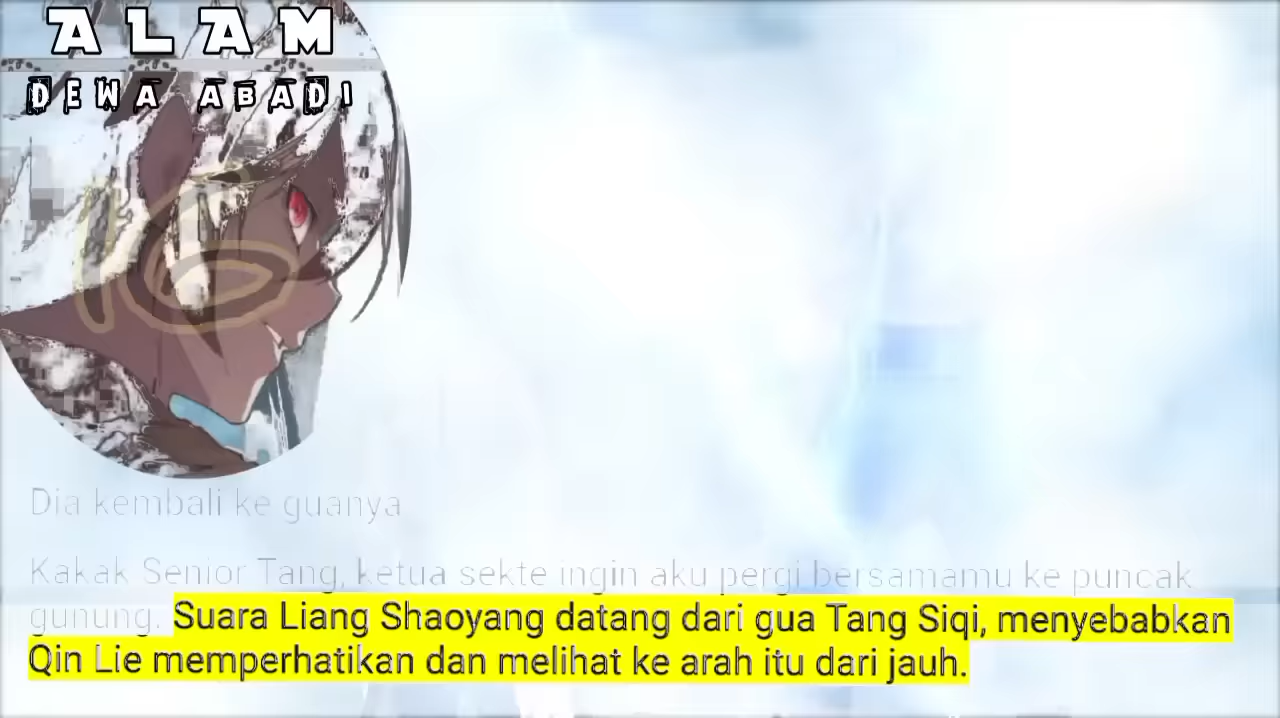 ALAM
DEWA ABADI
Dia kembali ke guanya
Kakak Senior Tang, ketua sekte ingin aku pergi bersamamu ke puncak
gunung. Suara Liang Shaoyang datang dari gua Tang Siqi, menyebabkan
Qin Lie memperhatikan dan melihat ke arah itu dari jauh.